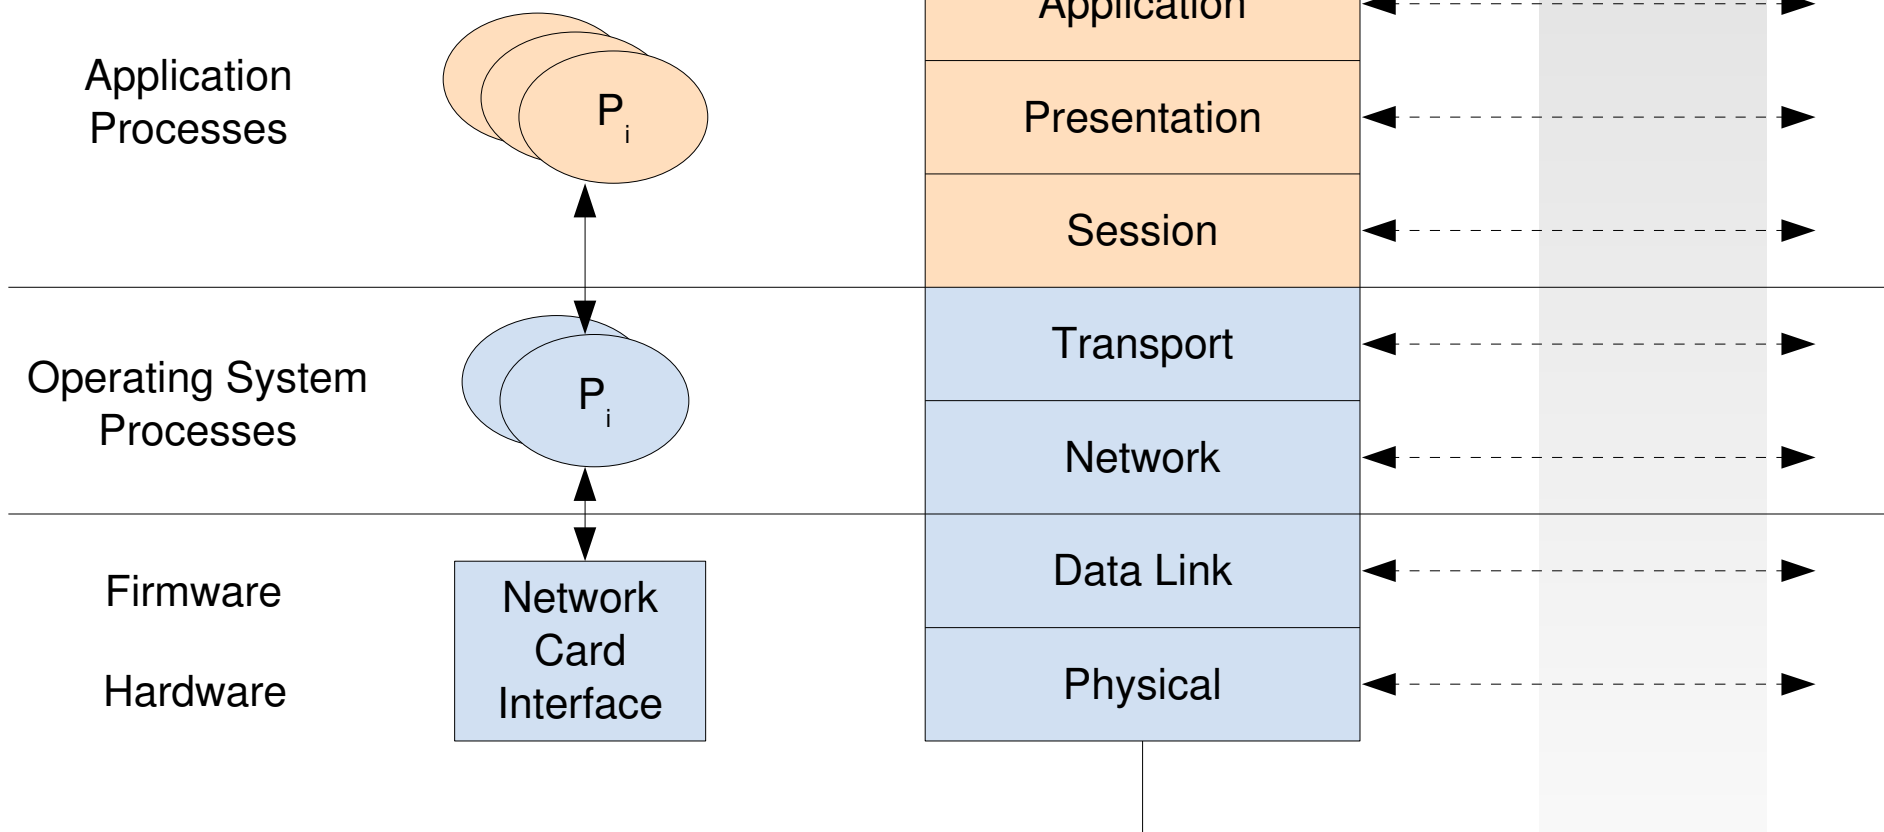 Application
Processes
P
i
Application
Presentation
Session
Operating System
Processes
P
i
Transport
Network
Firmware
Hardware
Network
Card
Interface
Data Link
Physical